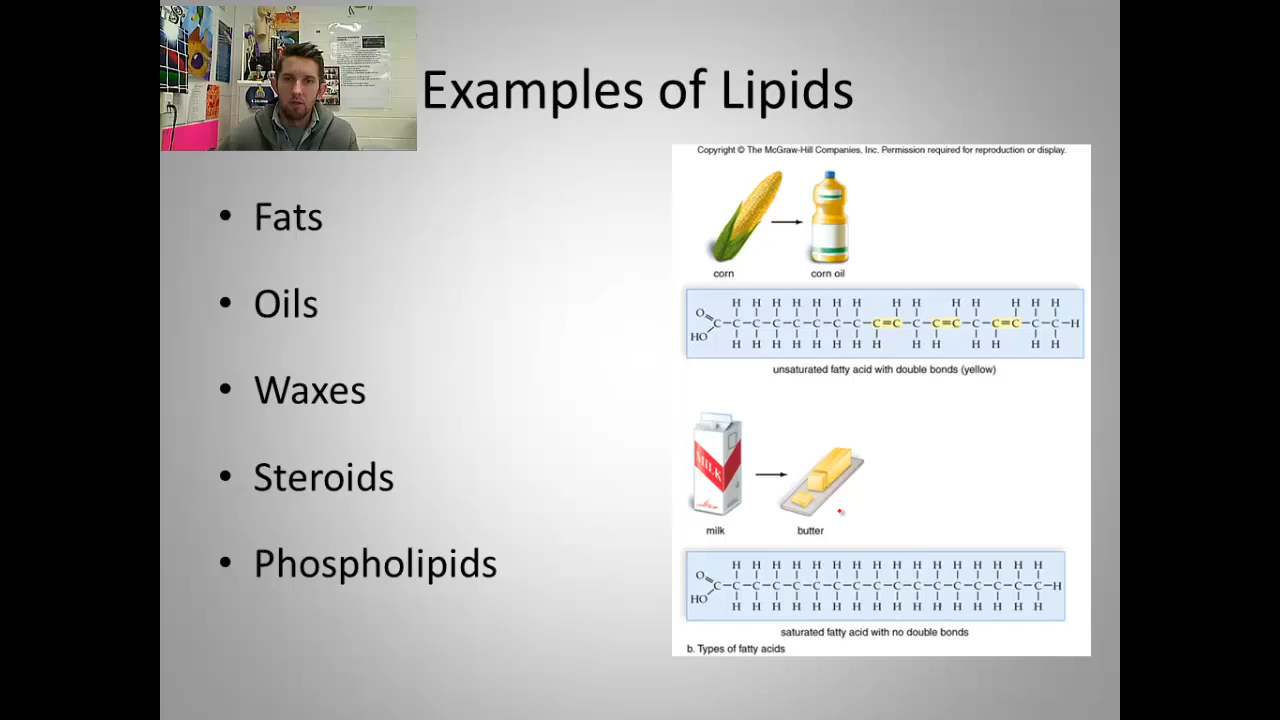 Examples of Lipids
• Fats
• Oils
• Waxes
• Steroids
• Phospholipids
Copyright © The McGraw-Hill Companies, Inc. Permission required for reproduction or display.
corn
corn oil
H H H H H H H H H H H H H H H
O
C–C–C–C–C–C–C–C–C=C–C–C=C–C–C=C–C–C–H
HO
H H H H H H H H H H H H H H H
unsaturated fatty acid with double bonds (yellow)
MILK
milk
butter
H H H H H H H H H H H H H H H H
O
C–C–C–C–C–C–C–C–C–C–C–C–C–C–C–C–C–H
HO
H H H H H H H H H H H H H H H H
saturated fatty acid with no double bonds
b. Types of fatty acids